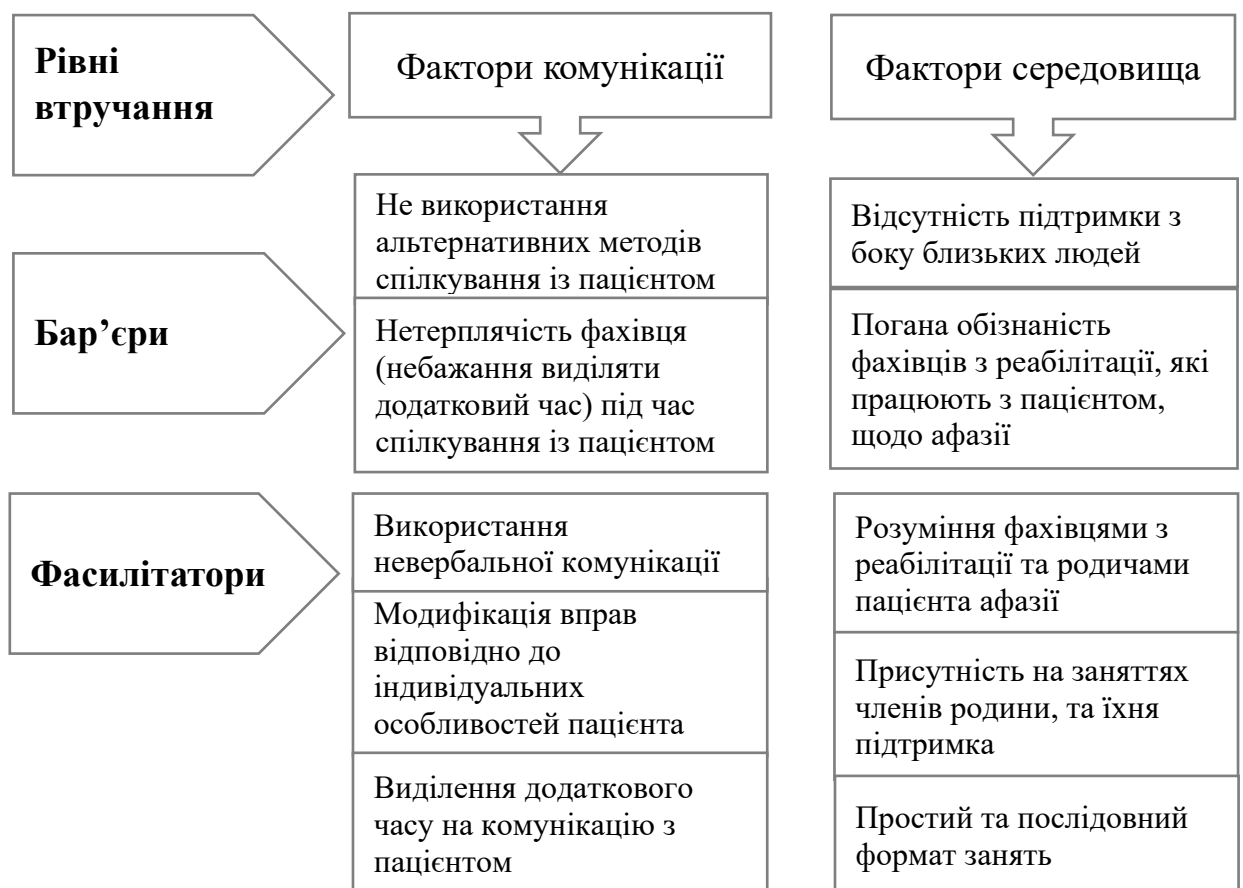 Рівні
втручання
Фактори комунікації
Фактори середовища
Бар’єри
Не використання
альтернативних методів
спілкування із пацієнтом
Нетерплячість фахівця
(небажання виділяти
додатковий час) під час
спілкування із пацієнтом
Відсутність підтримки з
боку близьких людей
Погана обізнаність
фахівців з реабілітації, які
працюють з пацієнтом,
щодо афазії
Фасилітатори
Використання
невербальної комунікації
Модифікація вправ
відповідно до
індивідуальних
особливостей пацієнта
Виділення додаткового
часу на комунікацію з
пацієнтом
Розуміння фахівцями з
реабілітації та родичами
пацієнта афазії
Присутність на заняттях
членів родини, та їхня
підтримка
Простий та послідовний
формат занять